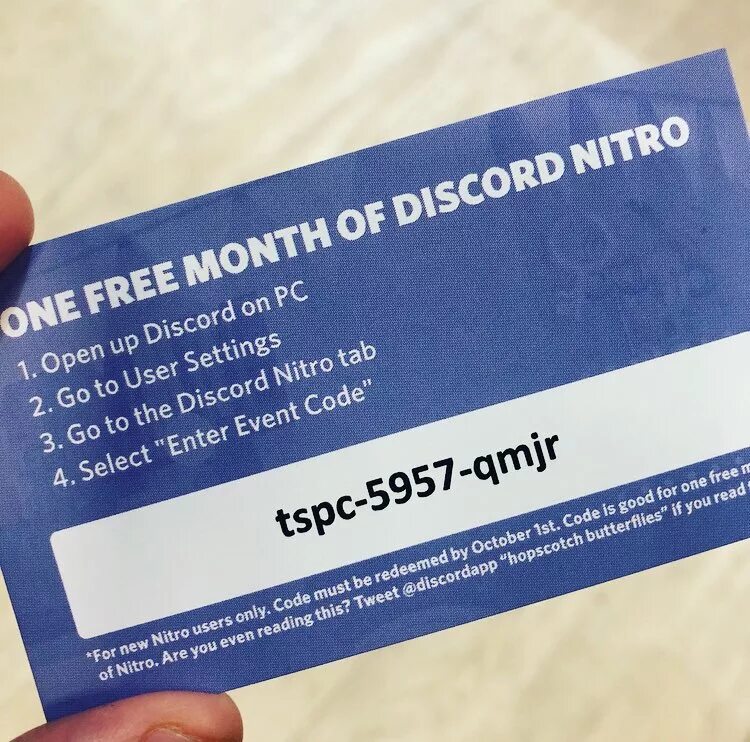 ONE FREE MONTH OF DISCORD NITRO
1. Open up Discord on PC
2. Go to User Settings
3. Go to the Discord Nitro tab
4. Select "Enter Event Code"
tspc-5957-qmjr
*For new Nitro users only. Code must be redeemed by October 1st. Code is good for one free
of Nitro. Are you even reading this? Tweet @discordapp "hopscotch butterflies" if you read